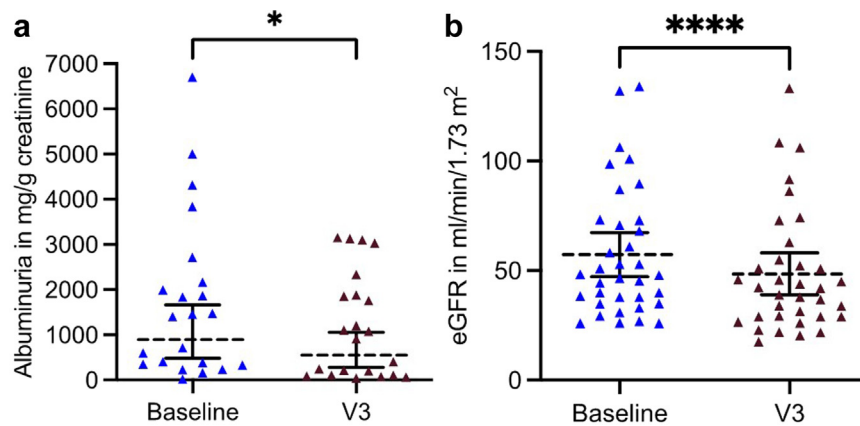 a
*
Albuminuria in mg/g creatinine
7000
6000
5000
4000
3000
2000
1000
0
Baseline
V3
b
****
eGFR in ml/min/1.73 m²
150
100
50
0
Baseline
V3